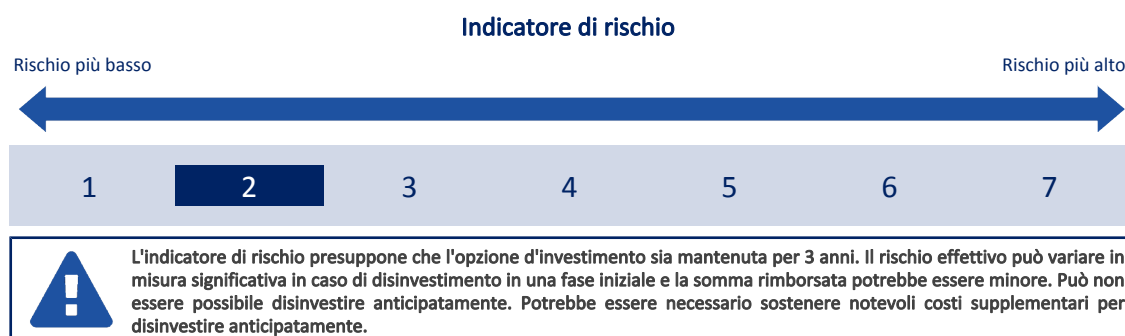 Indicatore di rischio
Rischio più basso
Rischio più alto
1 2 3 4 5 6 7
L'indicatore di rischio presuppone che l'opzione d'investimento sia mantenuta per 3 anni. Il rischio effettivo può variare in
misura significativa in caso di disinvestimento in una fase iniziale e la somma rimborsata potrebbe essere minore. Può non
essere possibile disinvestire anticipatamente. Potrebbe essere necessario sostenere notevoli costi supplementari per
disinvestire anticipatamente.